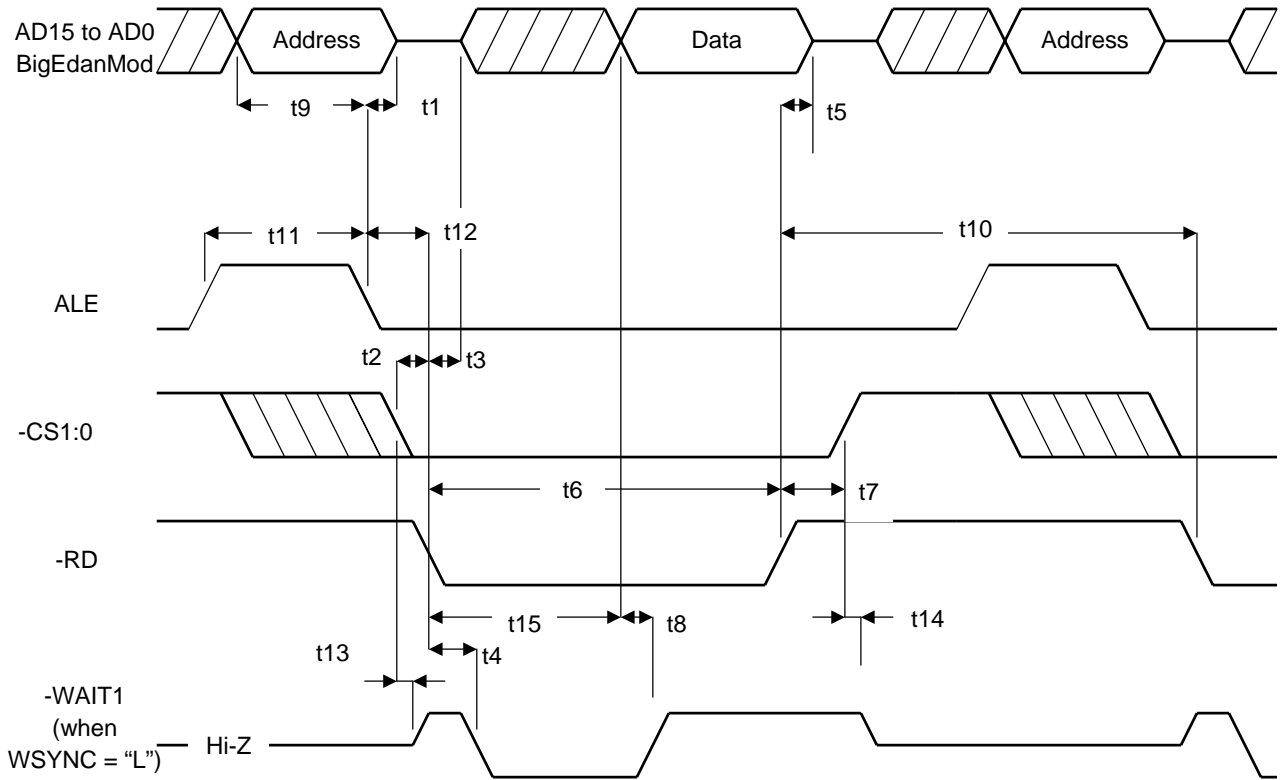 AD15 to AD0
BigEdanMod
Address
Data
Address
t9
t1
t5
t11
t12
t10
ALE
t2
t3
-CS1:0
t6
t7
-RD
t15
t8
t14
t13
t4
-WAIT1
(when
WSYNC = “L”)
Hi-Z